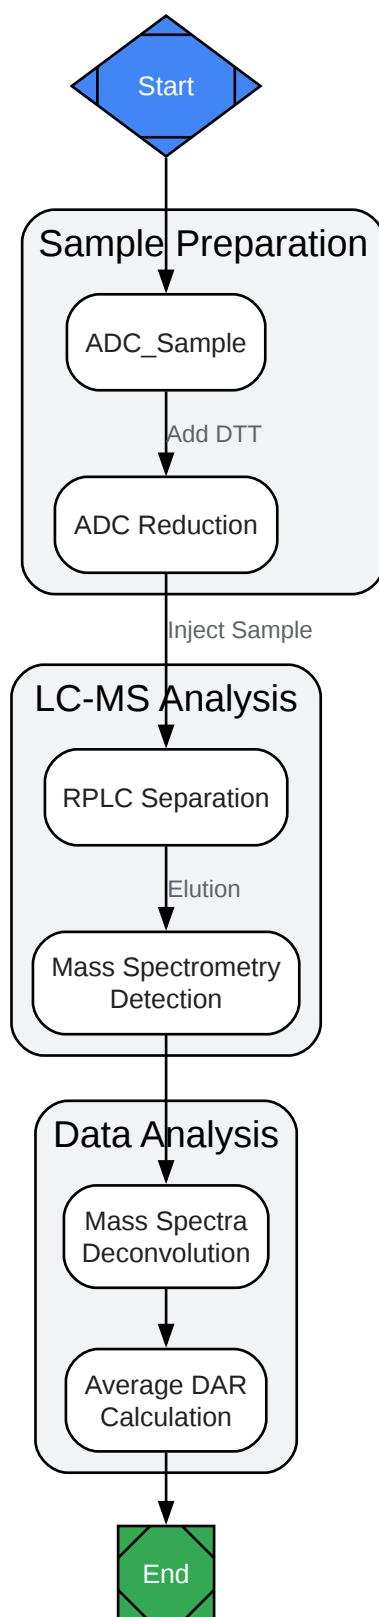 Start
Sample Preparation
ADC_Sample
Add DTT
ADC Reduction
Inject Sample
LC-MS Analysis
RPLC Separation
Elution
Mass Spectrometry
Detection
Data Analysis
Mass Spectra
Deconvolution
Average DAR
Calculation
End